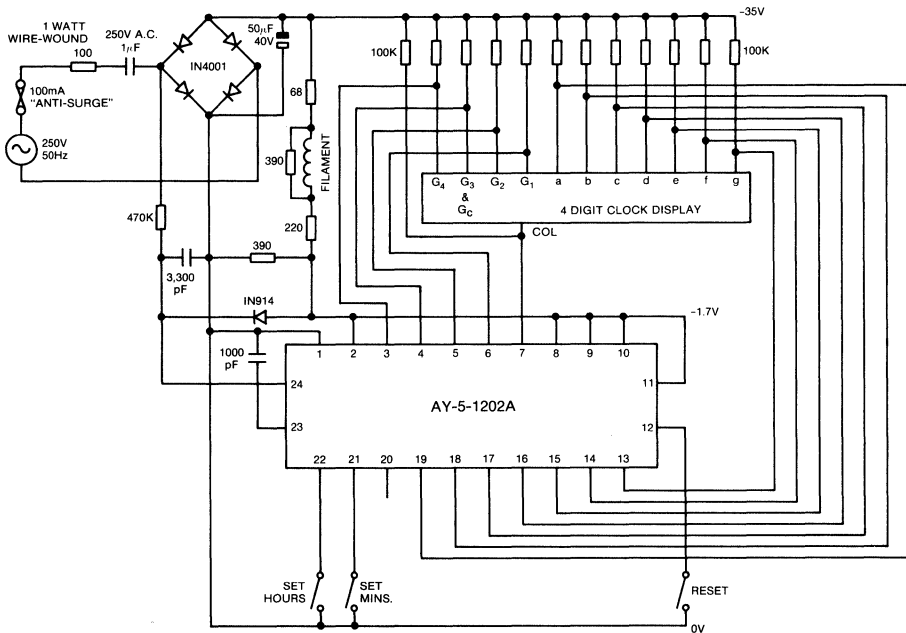 1 WATT
WIRE-WOUND
100
250V A.C.
1μF
IN4001
50μF
40V
-35V
100mA
"ANTI-SURGE"
250V
50Hz
68
390
FILAMENT
220
100K
100K
G4
G3
&
GC
G2
G1
a
b
c
d
e
f
g
4 DIGIT CLOCK DISPLAY
COL
470K
3,300
pF
390
IN914
-1.7V
1000
pF
1
2
3
4
5
6
7
8
9
10
24
11
AY-5-1202A
23
12
22
21
20
19
18
17
16
15
14
13
SET
HOURS
SET
MINS.
RESET
0V